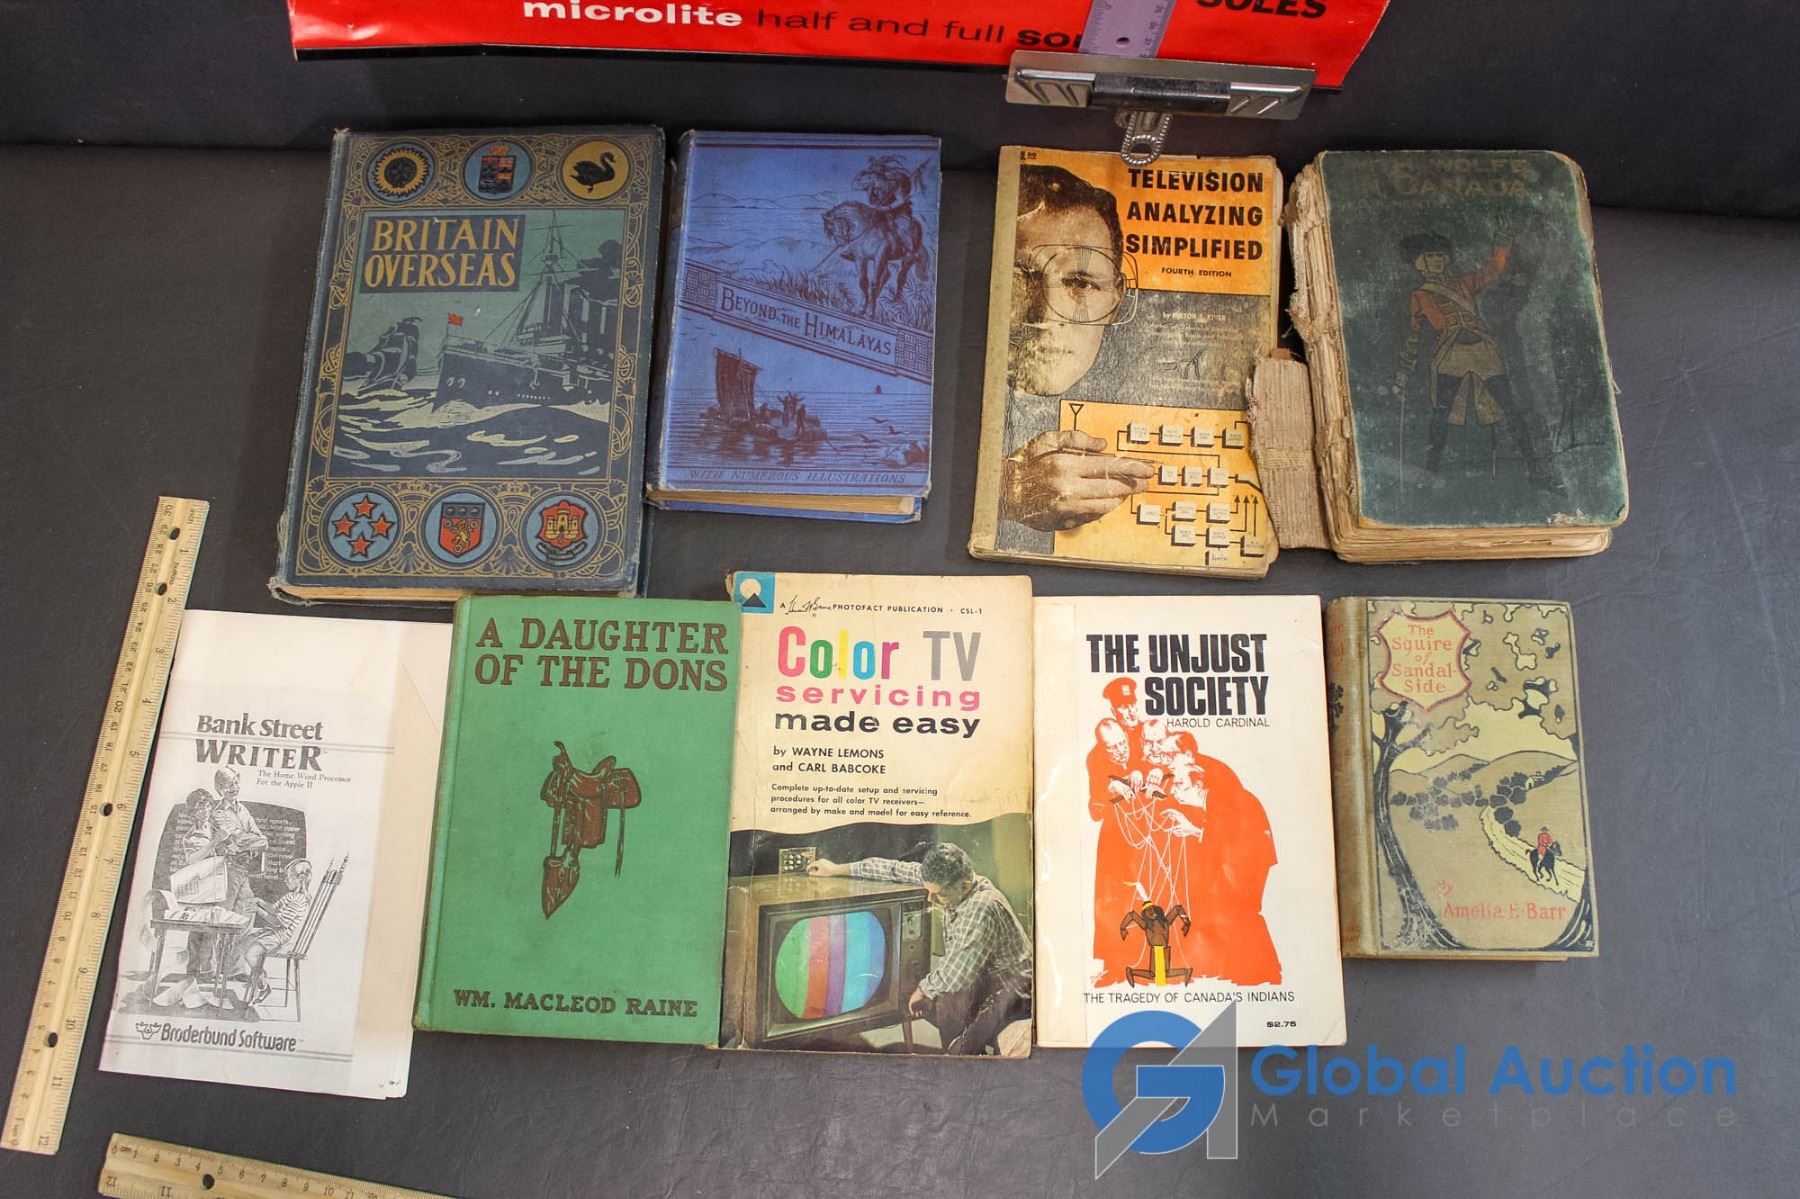 microlite half and full
SOLES
BRITAIN
OVERSEAS
BEYOND THE HIMALAYAS
WITH NUMEROUS ILLUSTRATIONS
TELEVISION
ANALYZING
SIMPLIFIED
FOURTH EDITION
WOLFE
CANADA
Bank Street
WRITER
The Home Word Processor
For the Apple II
Brøderbund Software
A DAUGHTER
OF THE DONS
WM. MACLEOD RAINE
A PHOTOFACT PUBLICATION · CSL-1
Color TV
servicing
made easy
by WAYNE LEMONS
and CARL BABCOKE
Complete up-to-date setup and servicing
procedures for all color TV receivers—
arranged by make and model for easy reference.
THE UNJUST
SOCIETY
HAROLD CARDINAL
THE TRAGEDY OF CANADA'S INDIANS
$2.75
The
Squire
of
Sandal-
Side
By
Amelia E. Barr
Global Auction
Marketplace